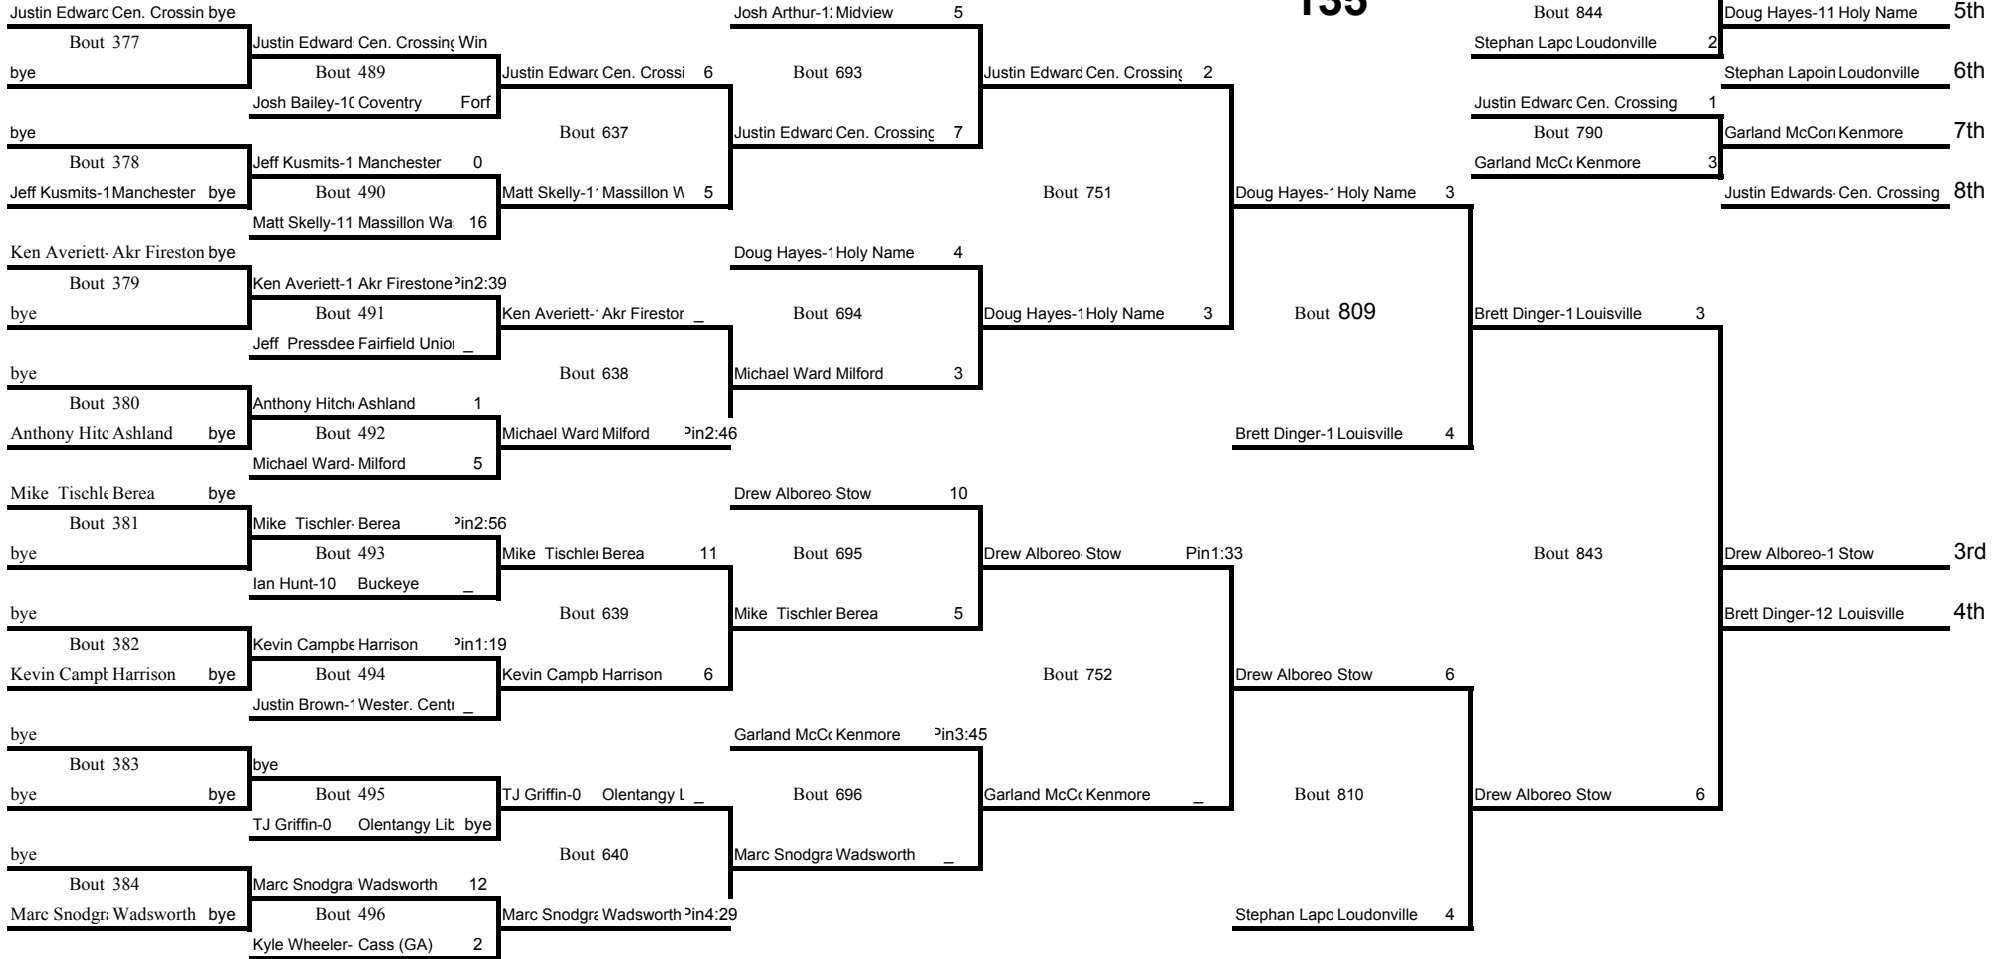 Justin Edwarc Cen. Crossin bye Josh Arthur-1: Midview 5 135 Bout 844 Doug Hayes-11 Holy Name 5th
Bout 377 Justin Edward Cen. Crossing Win Stephan Lapo Loudonville 2
bye Bout 489 Justin Edwarc Cen. Crossi 6 Bout 693 Justin Edward Cen. Crossing 2 Stephan Lapoin Loudonville 6th
Josh Bailey-1( Coventry Forf Justin Edwarc Cen. Crossing 1
bye Bout 637 Justin Edward Cen. Crossing 7 Bout 790 Garland McCorı Kenmore 7th
Bout 378 Jeff Kusmits-1 Manchester 0 Garland McCc Kenmore 3
Jeff Kusmits-1 Manchester bye Bout 490 Matt Skelly-1 Massillon W 5 Bout 751 Doug Hayes-1 Holy Name 3 Justin Edwards- Cen. Crossing 8th
Matt Skelly-11 Massillon Wa 16
Ken Averiett- Akr Fireston bye Doug Hayes-1 Holy Name 4
Bout 379 Ken Averiett-1 Akr Firestone Pin2:39
bye Bout 491 Ken Averiett- Akr Firestor _ Bout 694 Doug Hayes-1 Holy Name 3 Bout 809 Brett Dinger-1 Louisville 3
Jeff Pressdee Fairfield Unioı _
bye Bout 638 Michael Ward Milford 3
Bout 380 Anthony Hitch Ashland 1
Anthony Hitc Ashland bye Bout 492 Michael Ward Milford Pin2:46 Brett Dinger-1 Louisville 4
Michael Ward- Milford 5
Mike Tischle Berea bye Drew Alboreo Stow 10
Bout 381 Mike Tischler- Berea Pin2:56
bye Bout 493 Mike Tischler Berea 11 Bout 695 Drew Alboreo Stow Pin1:33 Bout 843 Drew Alboreo-1 Stow 3rd
Ian Hunt-10 Buckeye _
bye Bout 639 Mike Tischler Berea 5 Brett Dinger-12 Louisville 4th
Bout 382 Kevin Campbe Harrison Pin1:19
Kevin Campt Harrison bye Bout 494 Kevin Campb Harrison 6 Bout 752 Drew Alboreo Stow 6
Justin Brown-1 Wester. Centı _
bye Garland McCc Kenmore Pin3:45
Bout 383 bye
bye bye Bout 495 TJ Griffin-0 Olentangy L _ Bout 696 Garland McCc Kenmore _ Bout 810 Drew Alboreo Stow 6
TJ Griffin-0 Olentangy Lib bye
bye Bout 640 Marc Snodgra Wadsworth _
Bout 384 Marc Snodgra Wadsworth 12
Marc Snodgr Wadsworth bye Bout 496 Marc Snodgra Wadsworth Pin4:29 Stephan Lapc Loudonville 4
Kyle Wheeler- Cass (GA) 2